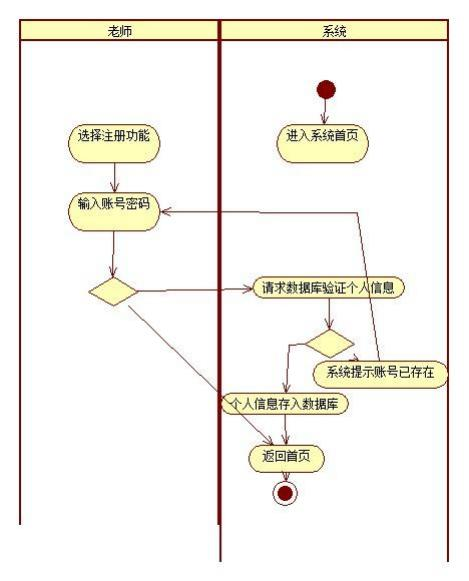 老师
系统
选择注册功能
进入系统首页
输入账号密码
请求数据库验证个人信息
系统提示账号已存在
个人信息存入数据库
返回首页